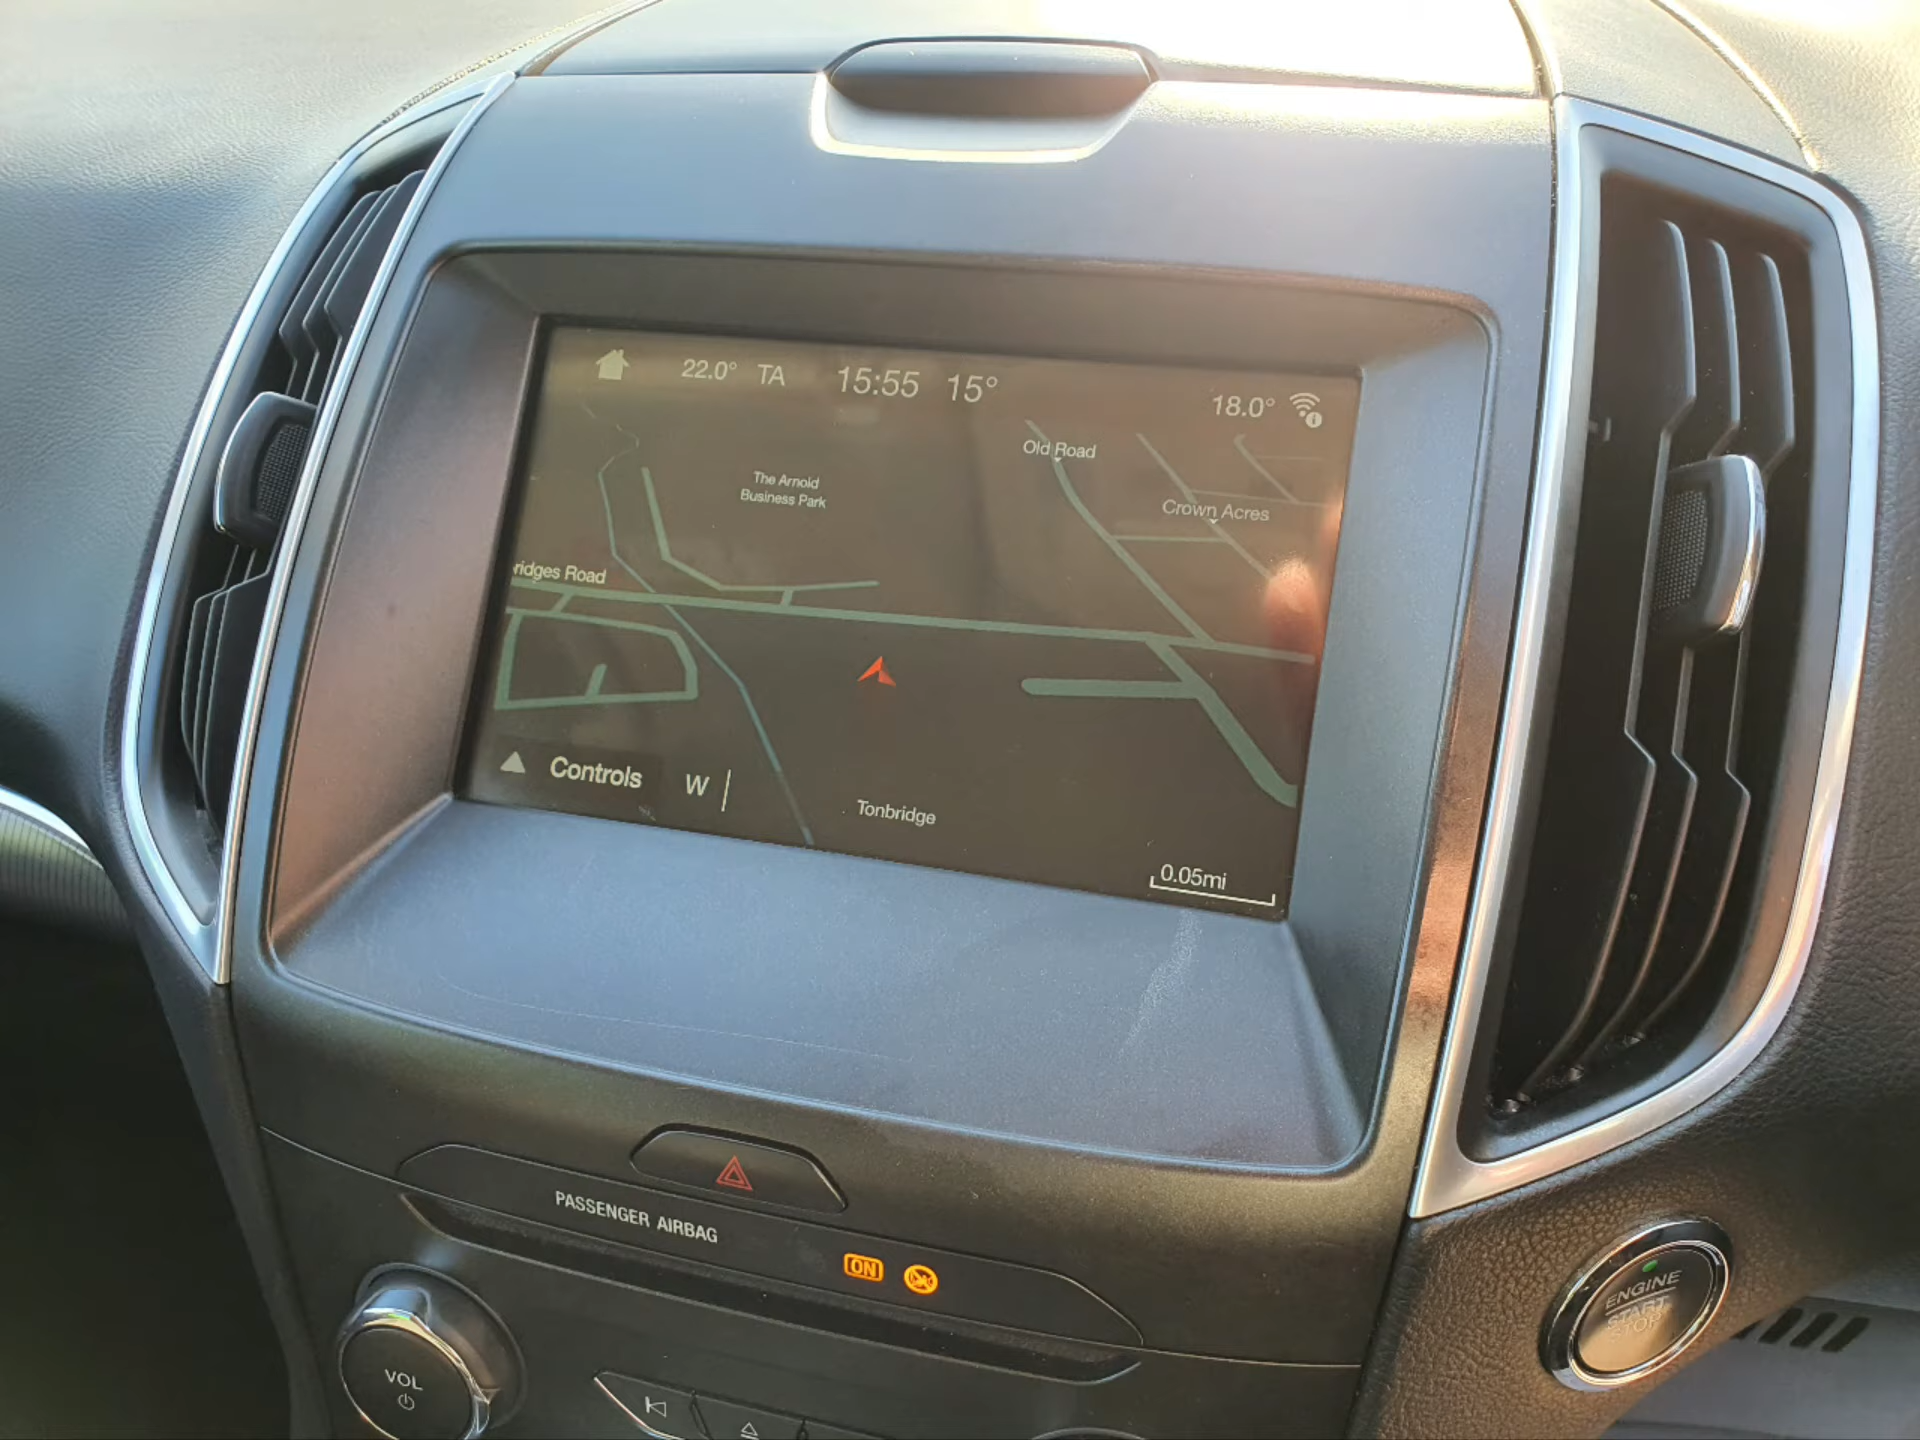 22.0° TA 15:55 15° 18.0°
Old Road
The Arnold
Business Park
Crown Acres
ridges Road
Controls W
Tonbridge
0.05mi
PASSENGER AIRBAG
ON
VOL
ENGINE
START
STOP